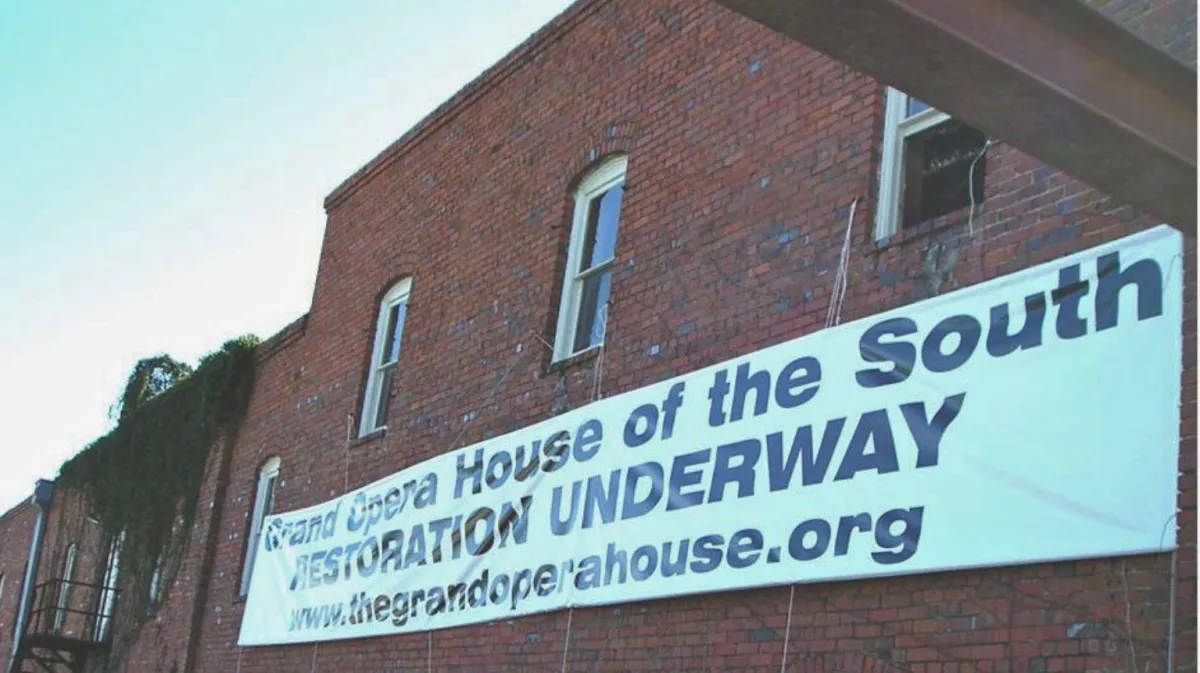 Grand Opera House of the South
RESTORATION UNDERWAY
www.thegrandoperahouse.org